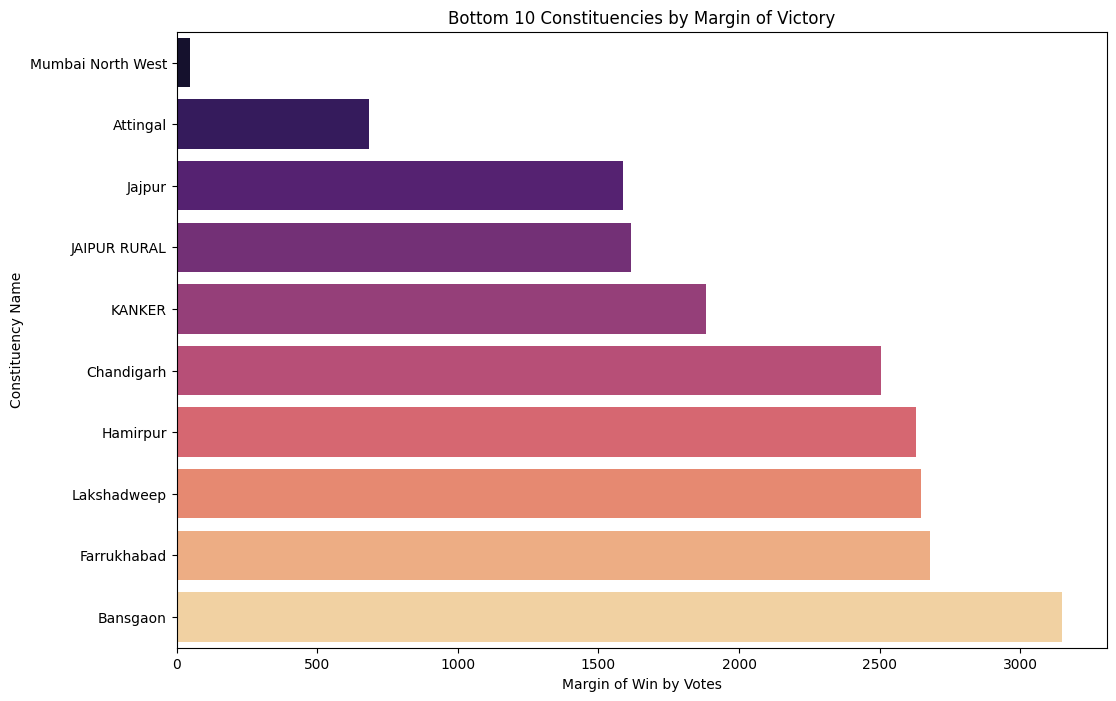 Bottom 10 Constituencies by Margin of Victory
Constituency Name
Mumbai North West
Attingal
Jajpur
JAIPUR RURAL
KANKER
Chandigarh
Hamirpur
Lakshadweep
Farrukhabad
Bansgaon
0 500 1000 1500 2000 2500 3000
Margin of Win by Votes